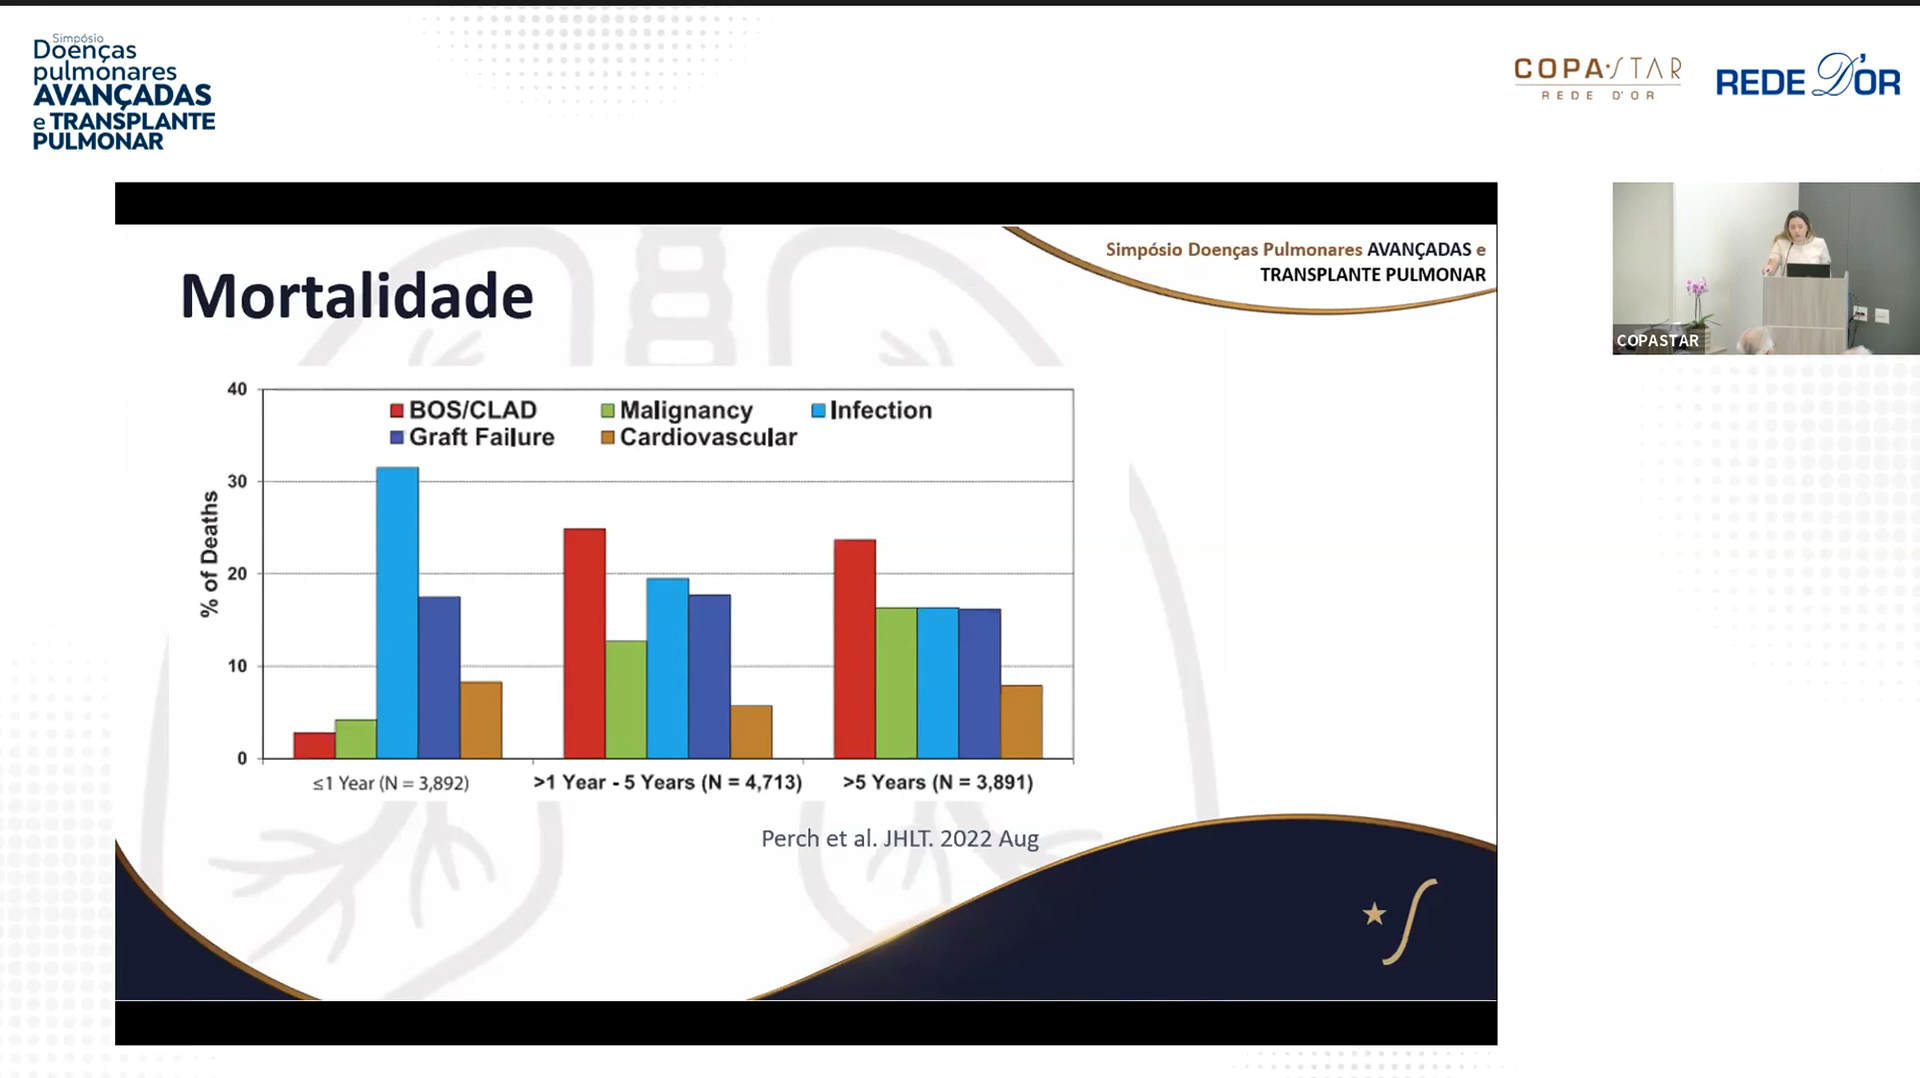 Simpósio
Doenças
pulmonares
AVANÇADAS
e TRANSPLANTE
PULMONAR
COPA STAR
REDE D'OR
REDE D'OR
Simpósio Doenças Pulmonares AVANÇADAS e
TRANSPLANTE PULMONAR
Mortalidade
COPASTAR
40
30
20
10
0
% of Deaths
BOS/CLAD
Malignancy
Infection
Graft Failure
Cardiovascular
≤1 Year (N = 3,892)
>1 Year - 5 Years (N = 4,713)
>5 Years (N = 3,891)
Perch et al. JHLT. 2022 Aug